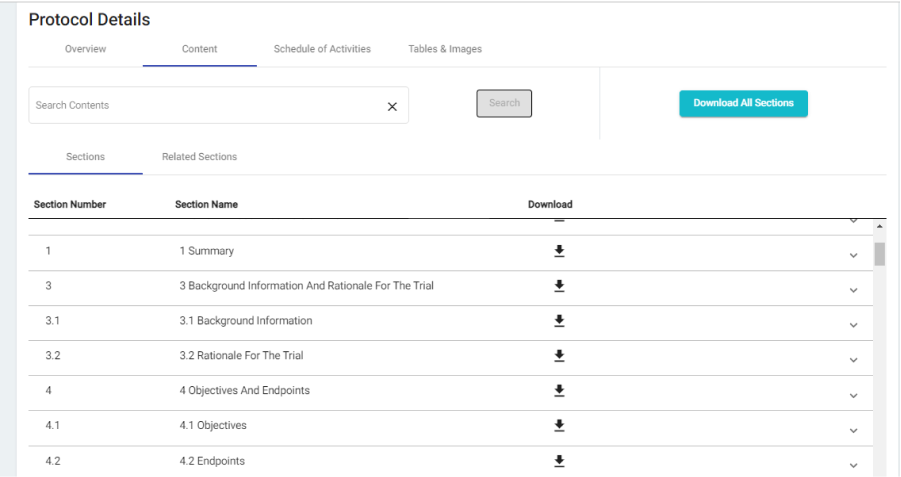 Protocol Details
Overview Content Schedule of Activities Tables & Images
Search Contents Search Download All Sections
Sections Related Sections
Section Number Section Name Download
1 1 Summary
3 3 Background Information And Rationale For The Trial
3.1 3.1 Background Information
3.2 3.2 Rationale For The Trial
4 4 Objectives And Endpoints
4.1 4.1 Objectives
4.2 4.2 Endpoints